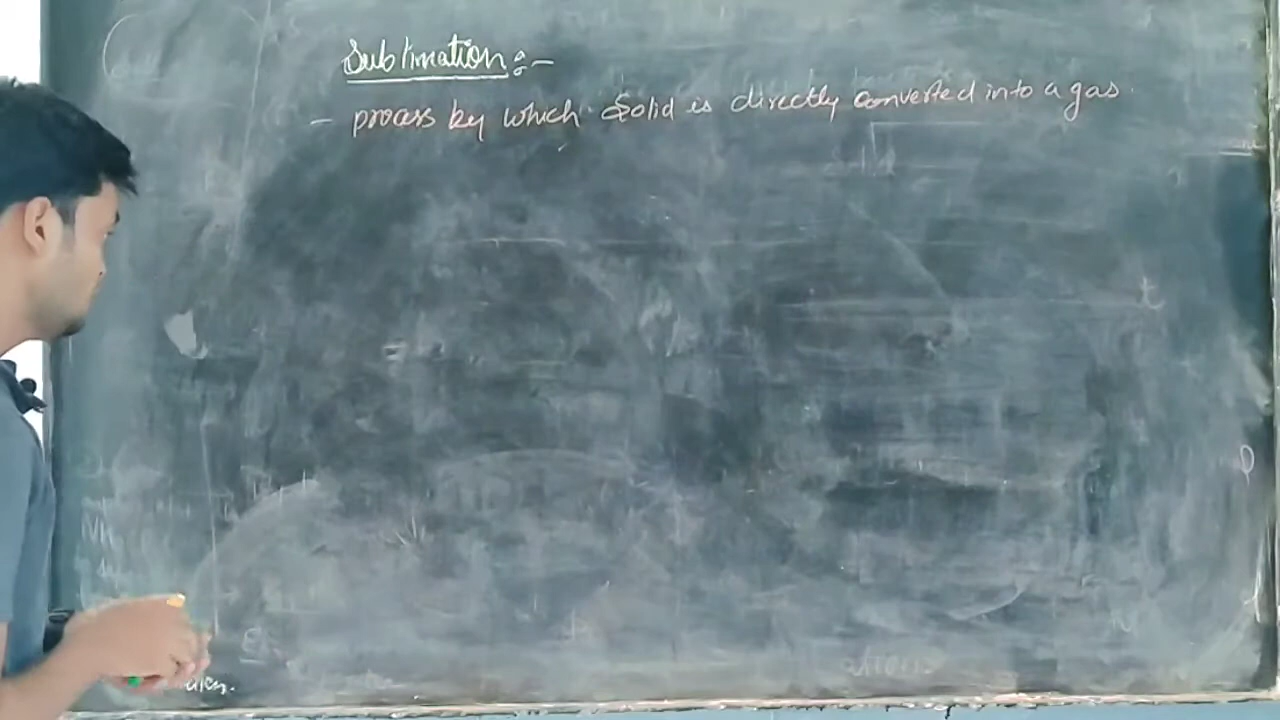 Sublimation :-
- process by which solid is directly converted into a gas.